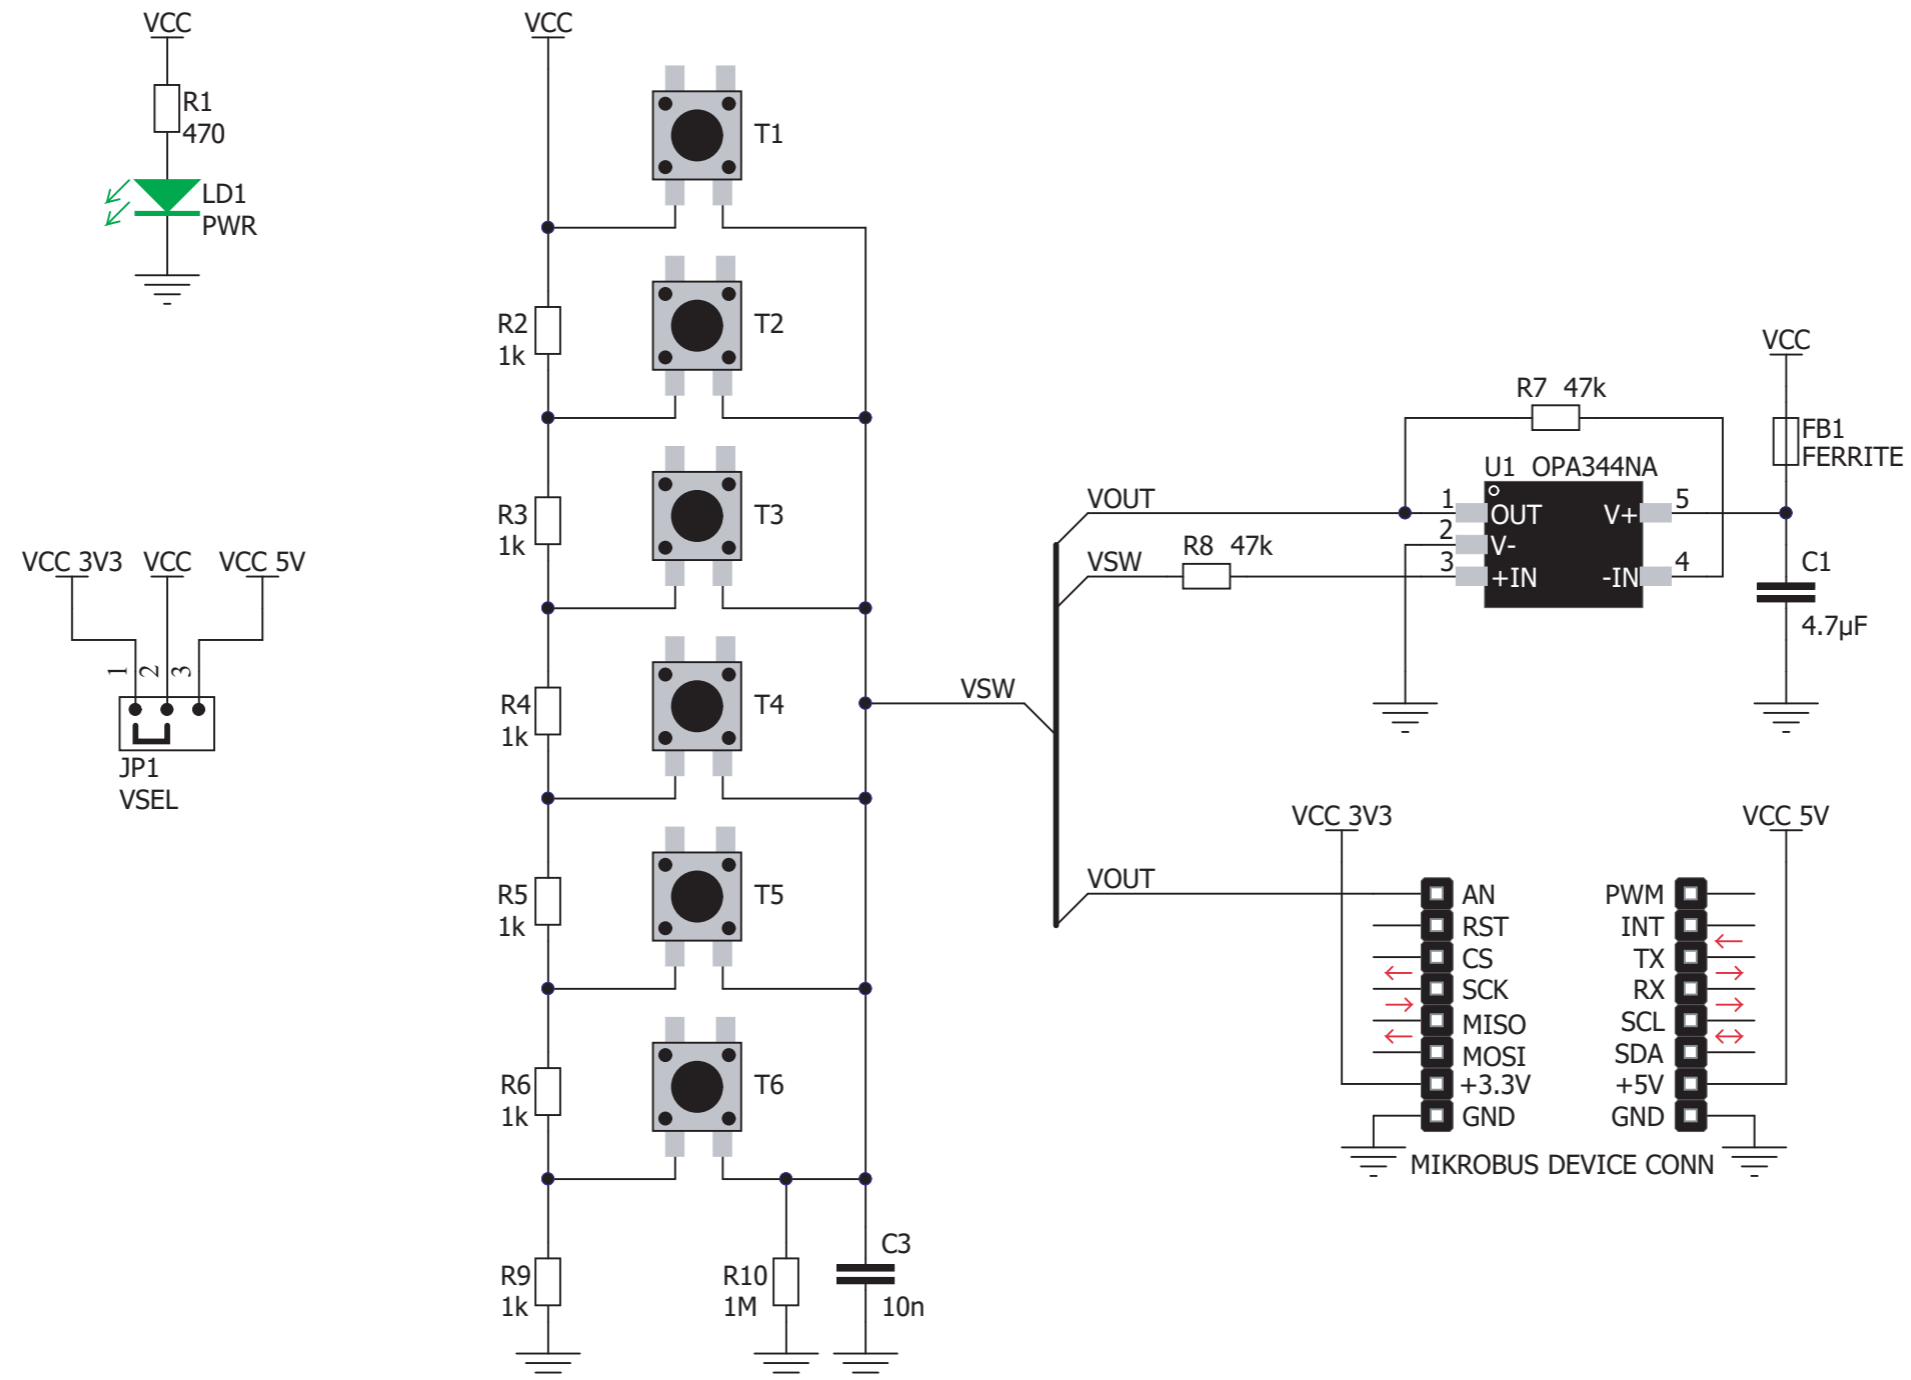 VCC
R1
470
LD1
PWR
VCC 3V3 VCC VCC 5V
1 2 3
JP1
VSEL
VCC
T1
R2
1k
T2
R3
1k
T3
R4
1k
T4
R5
1k
T5
R6
1k
T6
R9
1k
R10
1M
C3
10n
VSW
VOUT
VSW
R8 47k
R7 47k
U1 OPA344NA
1 OUT
2 V-
3 +IN
V+ 5
-IN 4
VCC
FB1
FERRITE
C1
4.7µF
VOUT
VCC 3V3
VCC 5V
AN PWM
RST INT
CS TX
SCK RX
MISO SCL
MOSI SDA
+3.3V +5V
GND GND
MIKROBUS DEVICE CONN